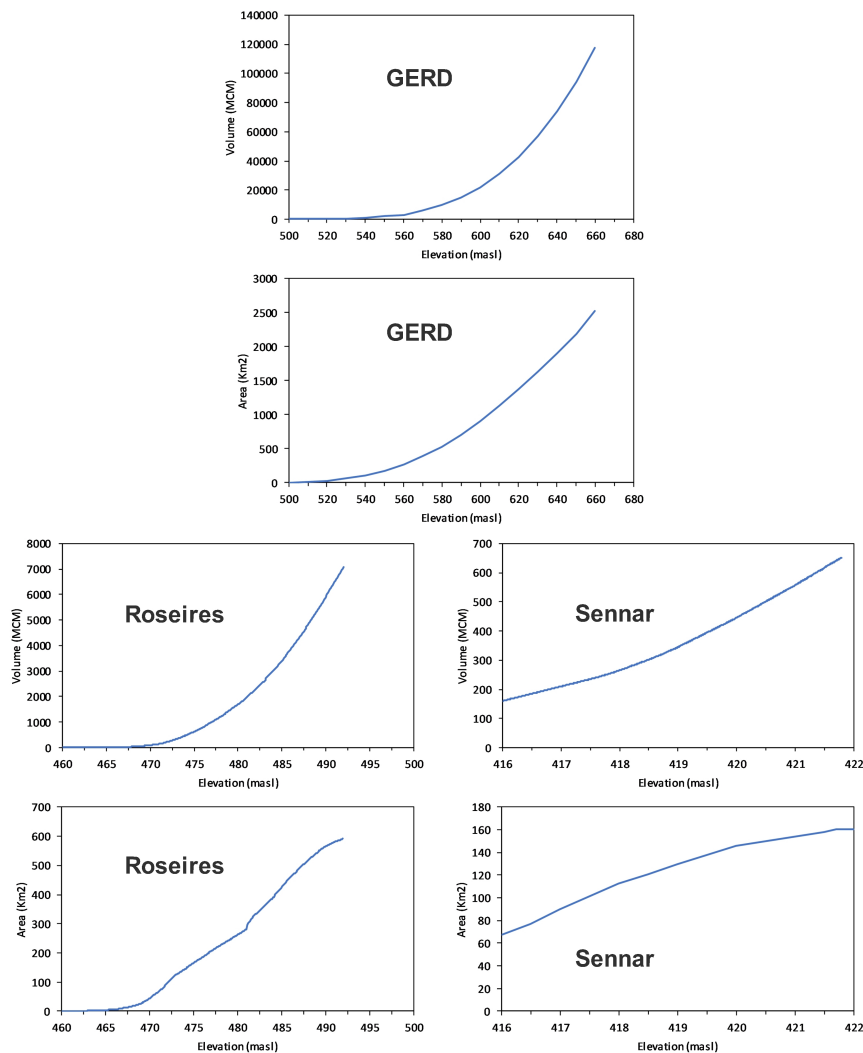 140000
120000
100000
80000
60000
40000
20000
0
Volume (MCM)
GERD
500 520 540 560 580 600 620 640 660 680
Elevation (masl)
3000
2500
2000
1500
1000
500
0
Area (Km2)
GERD
500 520 540 560 580 600 620 640 660 680
Elevation (masl)
8000
7000
6000
5000
4000
3000
2000
1000
0
Volume (MCM)
Roseires
460 465 470 475 480 485 490 495 500
Elevation (masl)
700
600
500
400
300
200
100
0
Volume (MCM)
Sennar
416 417 418 419 420 421 422
Elevation (masl)
700
600
500
400
300
200
100
0
Area (Km2)
Roseires
460 465 470 475 480 485 490 495 500
Elevation (masl)
180
160
140
120
100
80
60
40
20
0
Area (Km2)
Sennar
416 417 418 419 420 421 422
Elevation (masl)